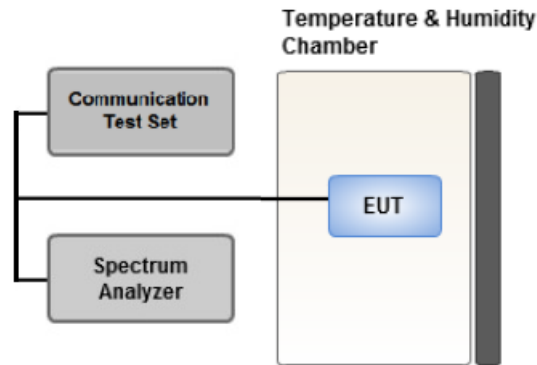 Temperature & Humidity
Chamber
Communication
Test Set
EUT
Spectrum
Analyzer